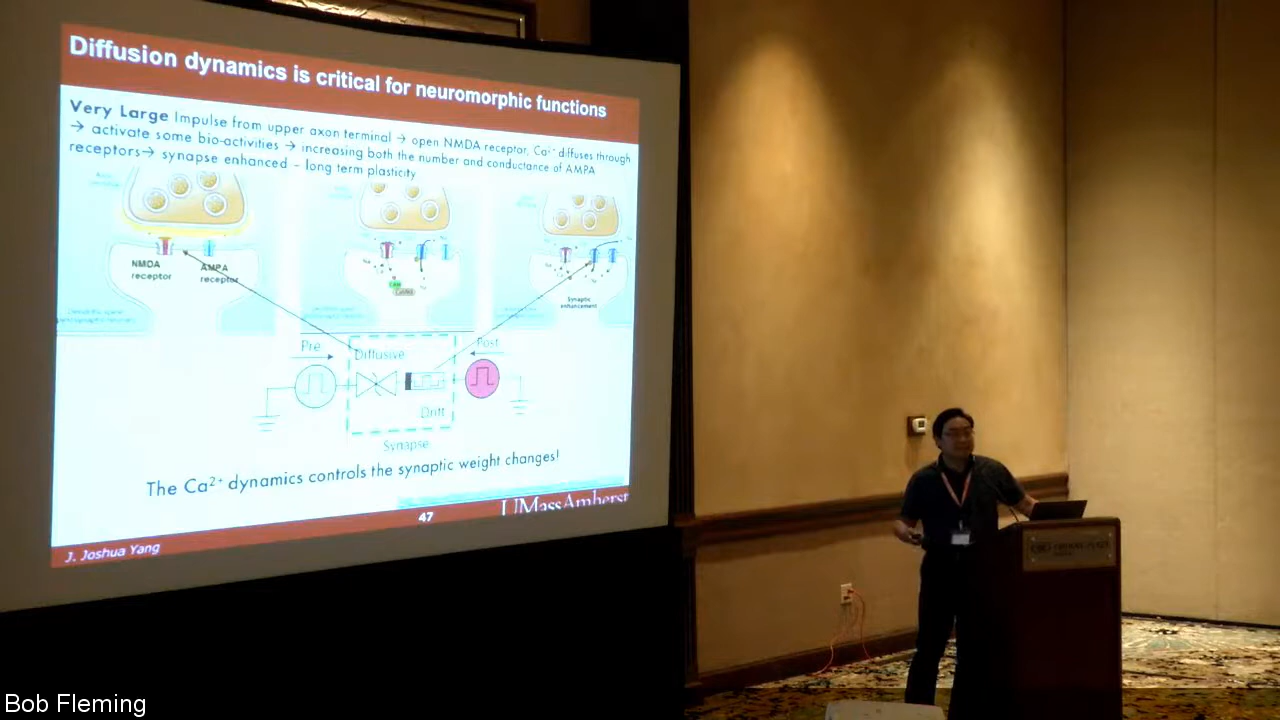 Diffusion dynamics is critical for neuromorphic functions
Very Large Impulse from upper axon terminal → open NMDA receptor, Ca²⁺ diffuses through
→ activate some bio-activities → increasing both the number and conductance of AMPA
receptors→ synapse enhanced – long term plasticity
NMDA
receptor
AMPA
receptor
Synaptic
enhancement
Pre
Post
Diffusive
Drift
Synapse
The Ca²⁺ dynamics controls the synaptic weight changes!
UMassAmherst
47
J. Joshua Yang
Bob Fleming